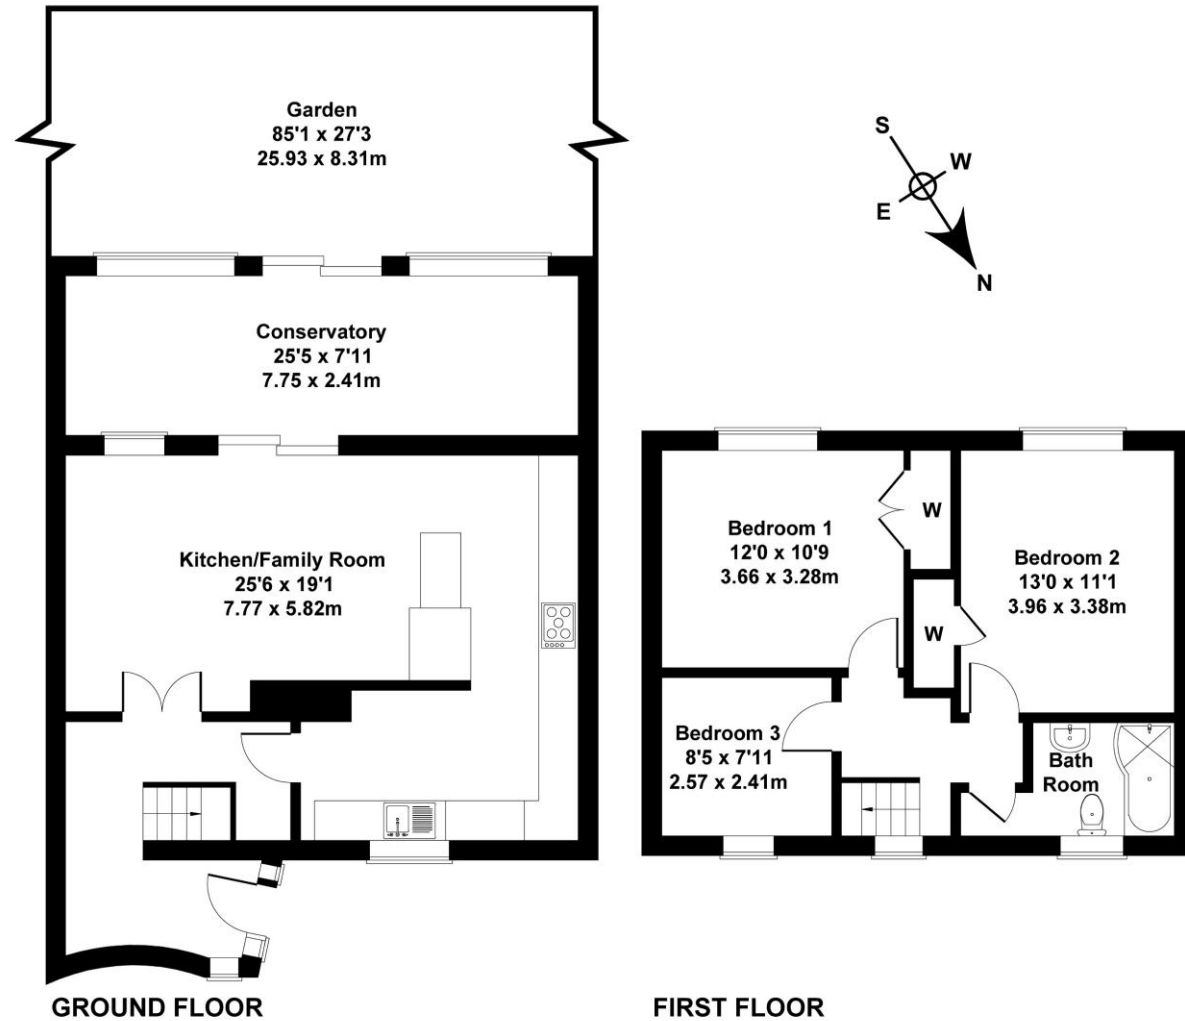 Garden
85'1 x 27'3
25.93 x 8.31m
S
W
E
N
Conservatory
25'5 x 7'11
7.75 x 2.41m
Kitchen/Family Room
25'6 x 19'1
7.77 x 5.82m
Bedroom 1
12'0 x 10'9
3.66 x 3.28m
W
Bedroom 2
13'0 x 11'1
3.96 x 3.38m
W
Bedroom 3
8'5 x 7'11
2.57 x 2.41m
Bath
Room
GROUND FLOOR
FIRST FLOOR